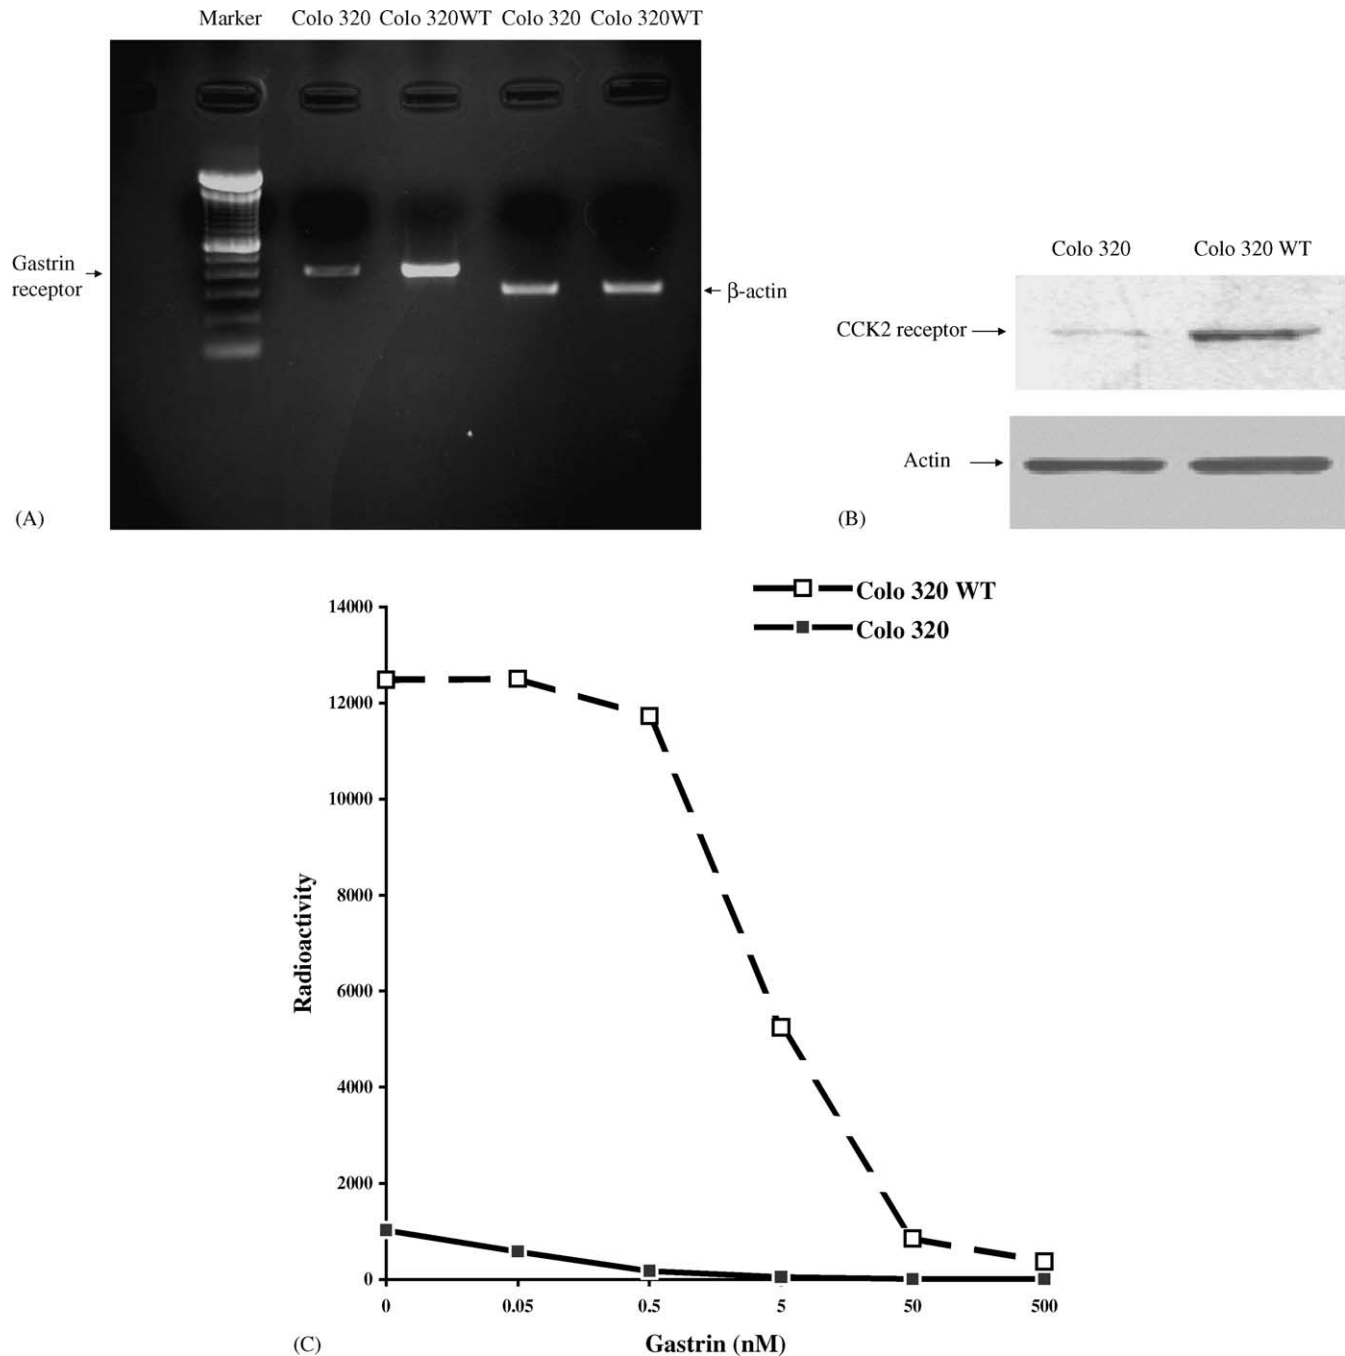 Marker Colo 320 Colo 320WT Colo 320 Colo 320WT
Gastrin
receptor
β-actin
(A)
Colo 320 Colo 320 WT
CCK2 receptor
Actin
(B)
Colo 320 WT
Colo 320
14000
12000
10000
8000
6000
4000
2000
0
Radioactivity
0 0.05 0.5 5 50 500
Gastrin (nM)
(C)